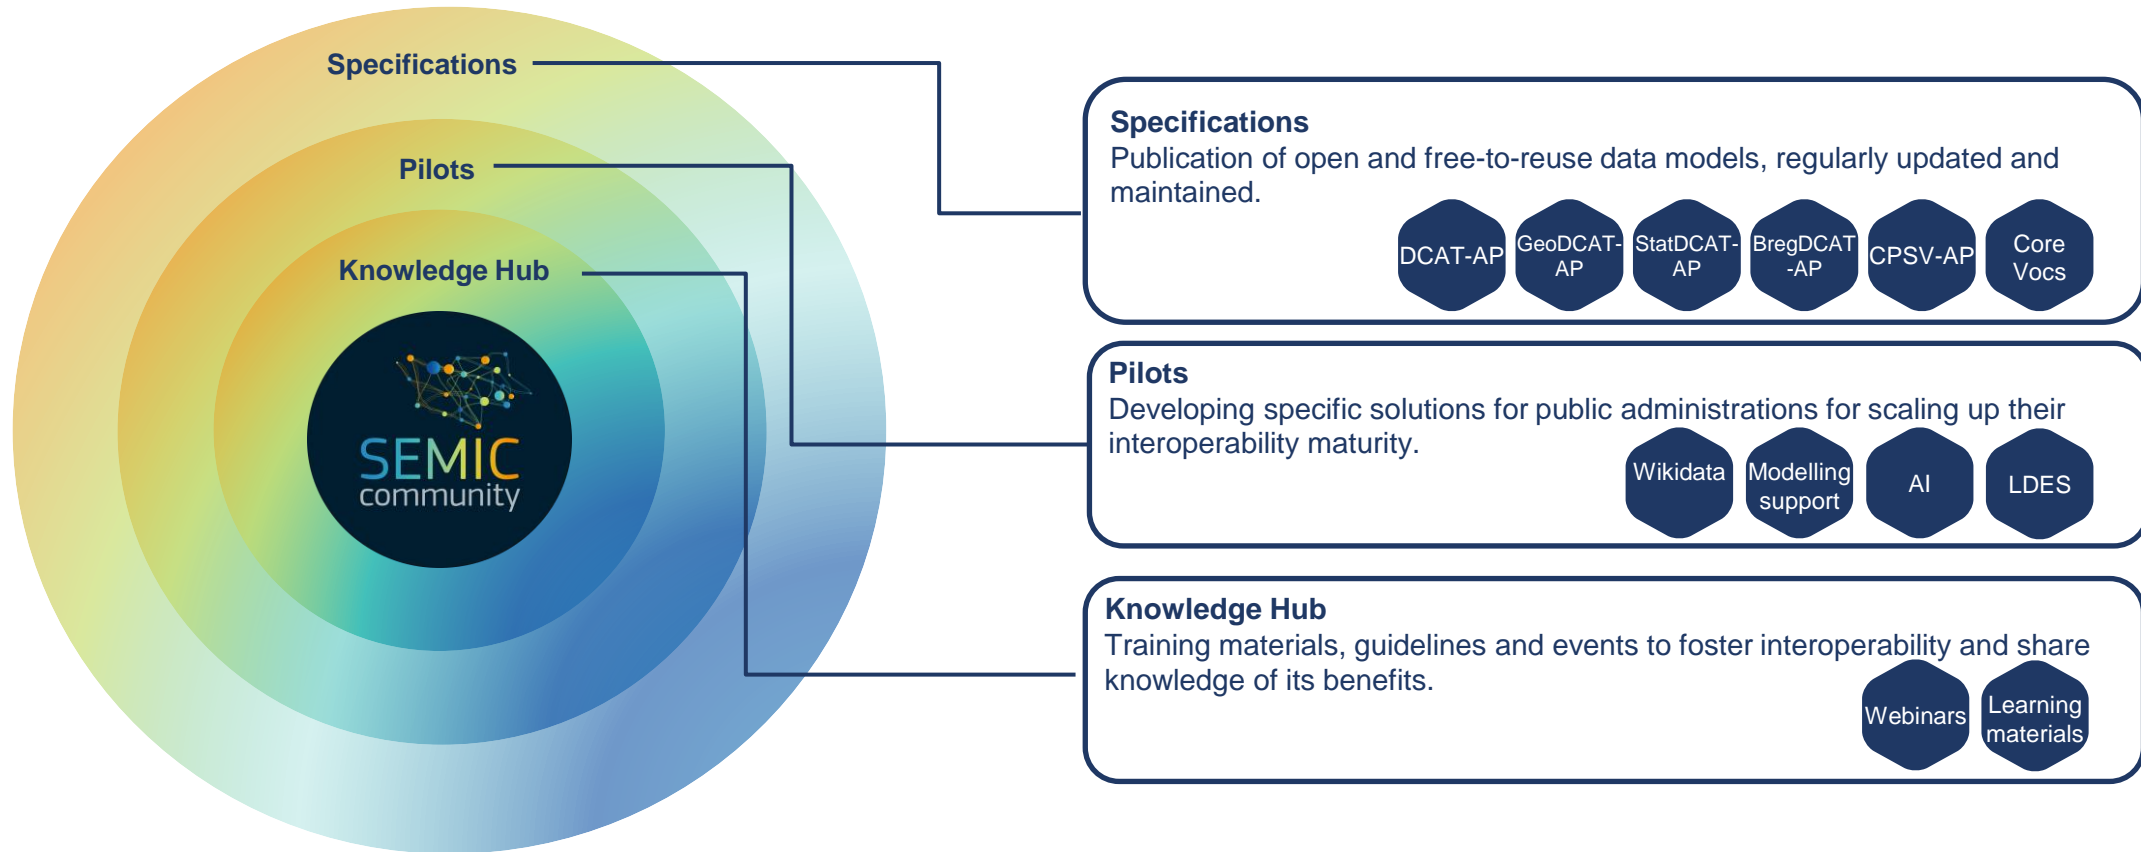 Specifications
Pilots
Knowledge Hub
SEMIC
community
Specifications
Publication of open and free-to-reuse data models, regularly updated and
maintained.
DCAT-AP
GeoDCAT-
AP
StatDCAT-
AP
BregDCAT
-AP
CPSV-AP
Core
Vocs
Pilots
Developing specific solutions for public administrations for scaling up their
interoperability maturity.
Wikidata
Modelling
support
AI
LDES
Knowledge Hub
Training materials, guidelines and events to foster interoperability and share
knowledge of its benefits.
Webinars
Learning
materials